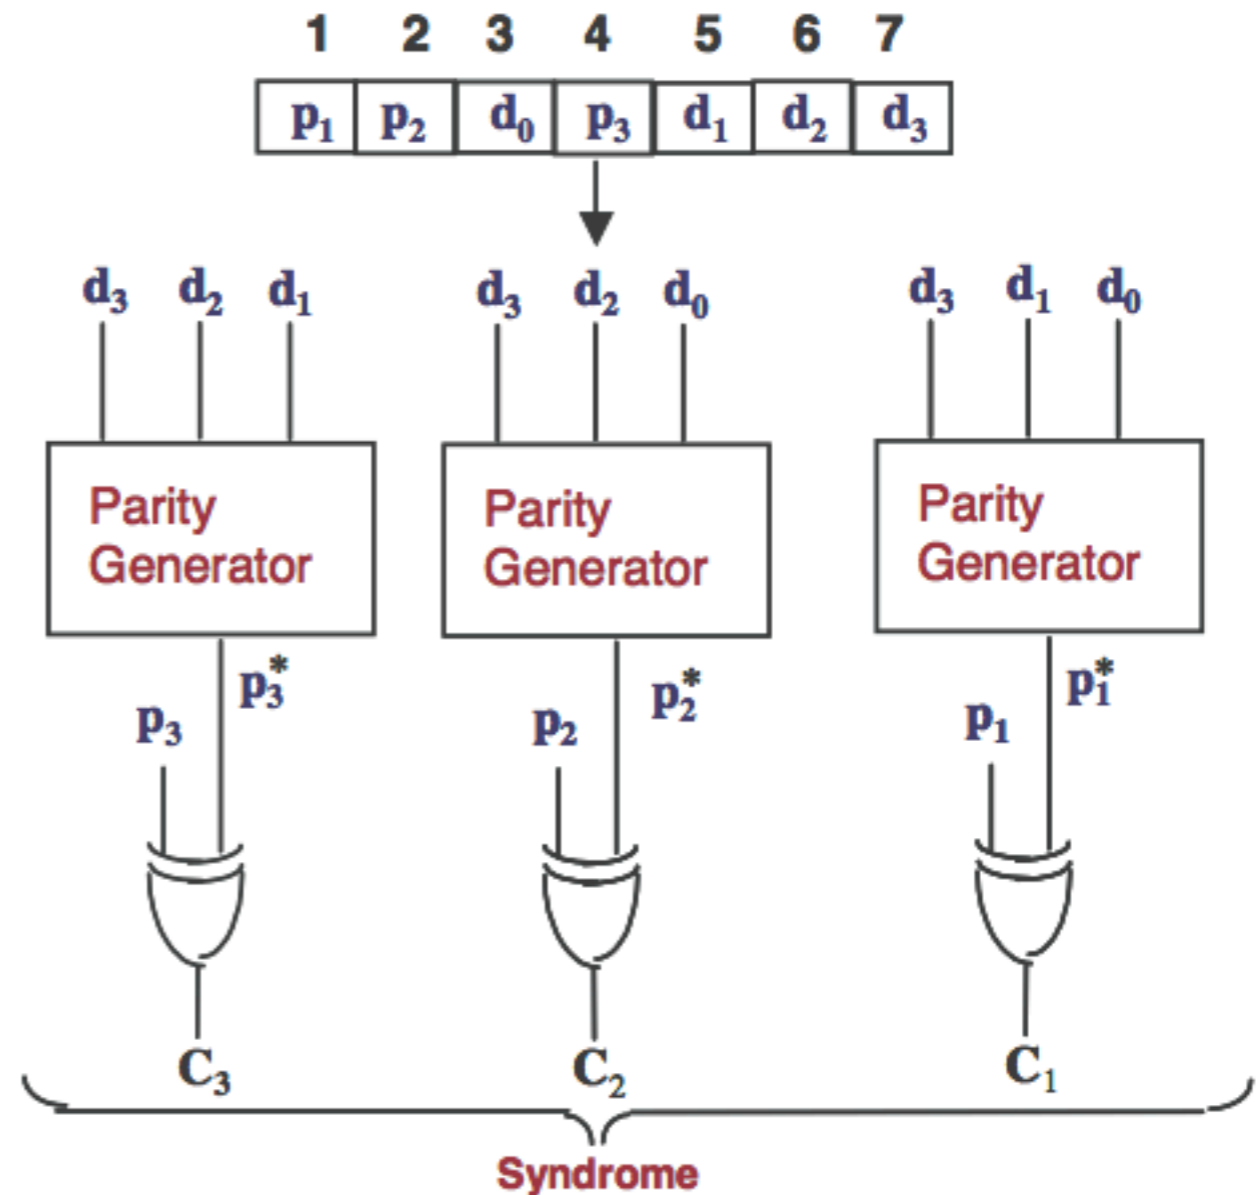 1 2 3 4 5 6 7
p₁ p₂ d₀ p₃ d₁ d₂ d₃
d₃ d₂ d₁ d₃ d₂ d₀ d₃ d₁ d₀
Parity Parity Parity
Generator Generator Generator
p₃* p₂* p₁*
p₃ p₂ p₁
C₃ C₂ C₁
Syndrome